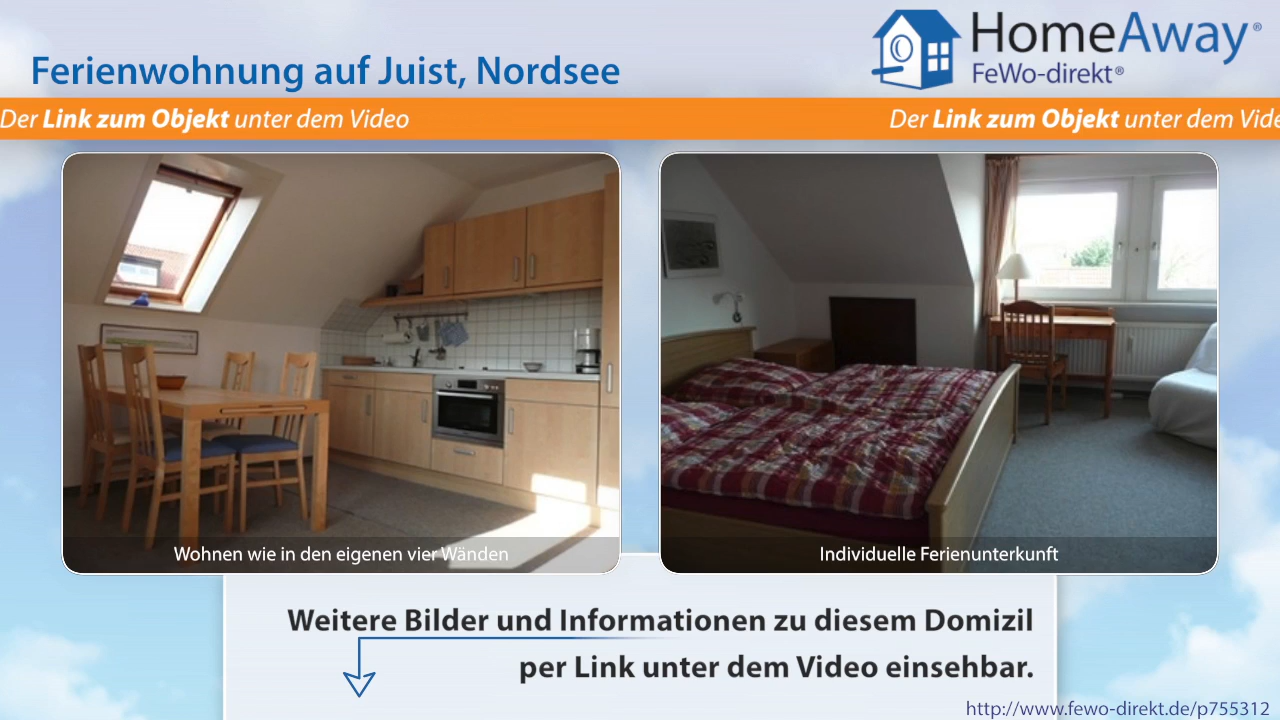 HomeAway®
FeWo-direkt®
Ferienwohnung auf Juist, Nordsee
Der Link zum Objekt unter dem Video
Der Link zum Objekt unter dem Vide
Wohnen wie in den eigenen vier Wänden
Individuelle Ferienunterkunft
Weitere Bilder und Informationen zu diesem Domizil
per Link unter dem Video einsehbar.
http://www.fewo-direkt.de/p755312